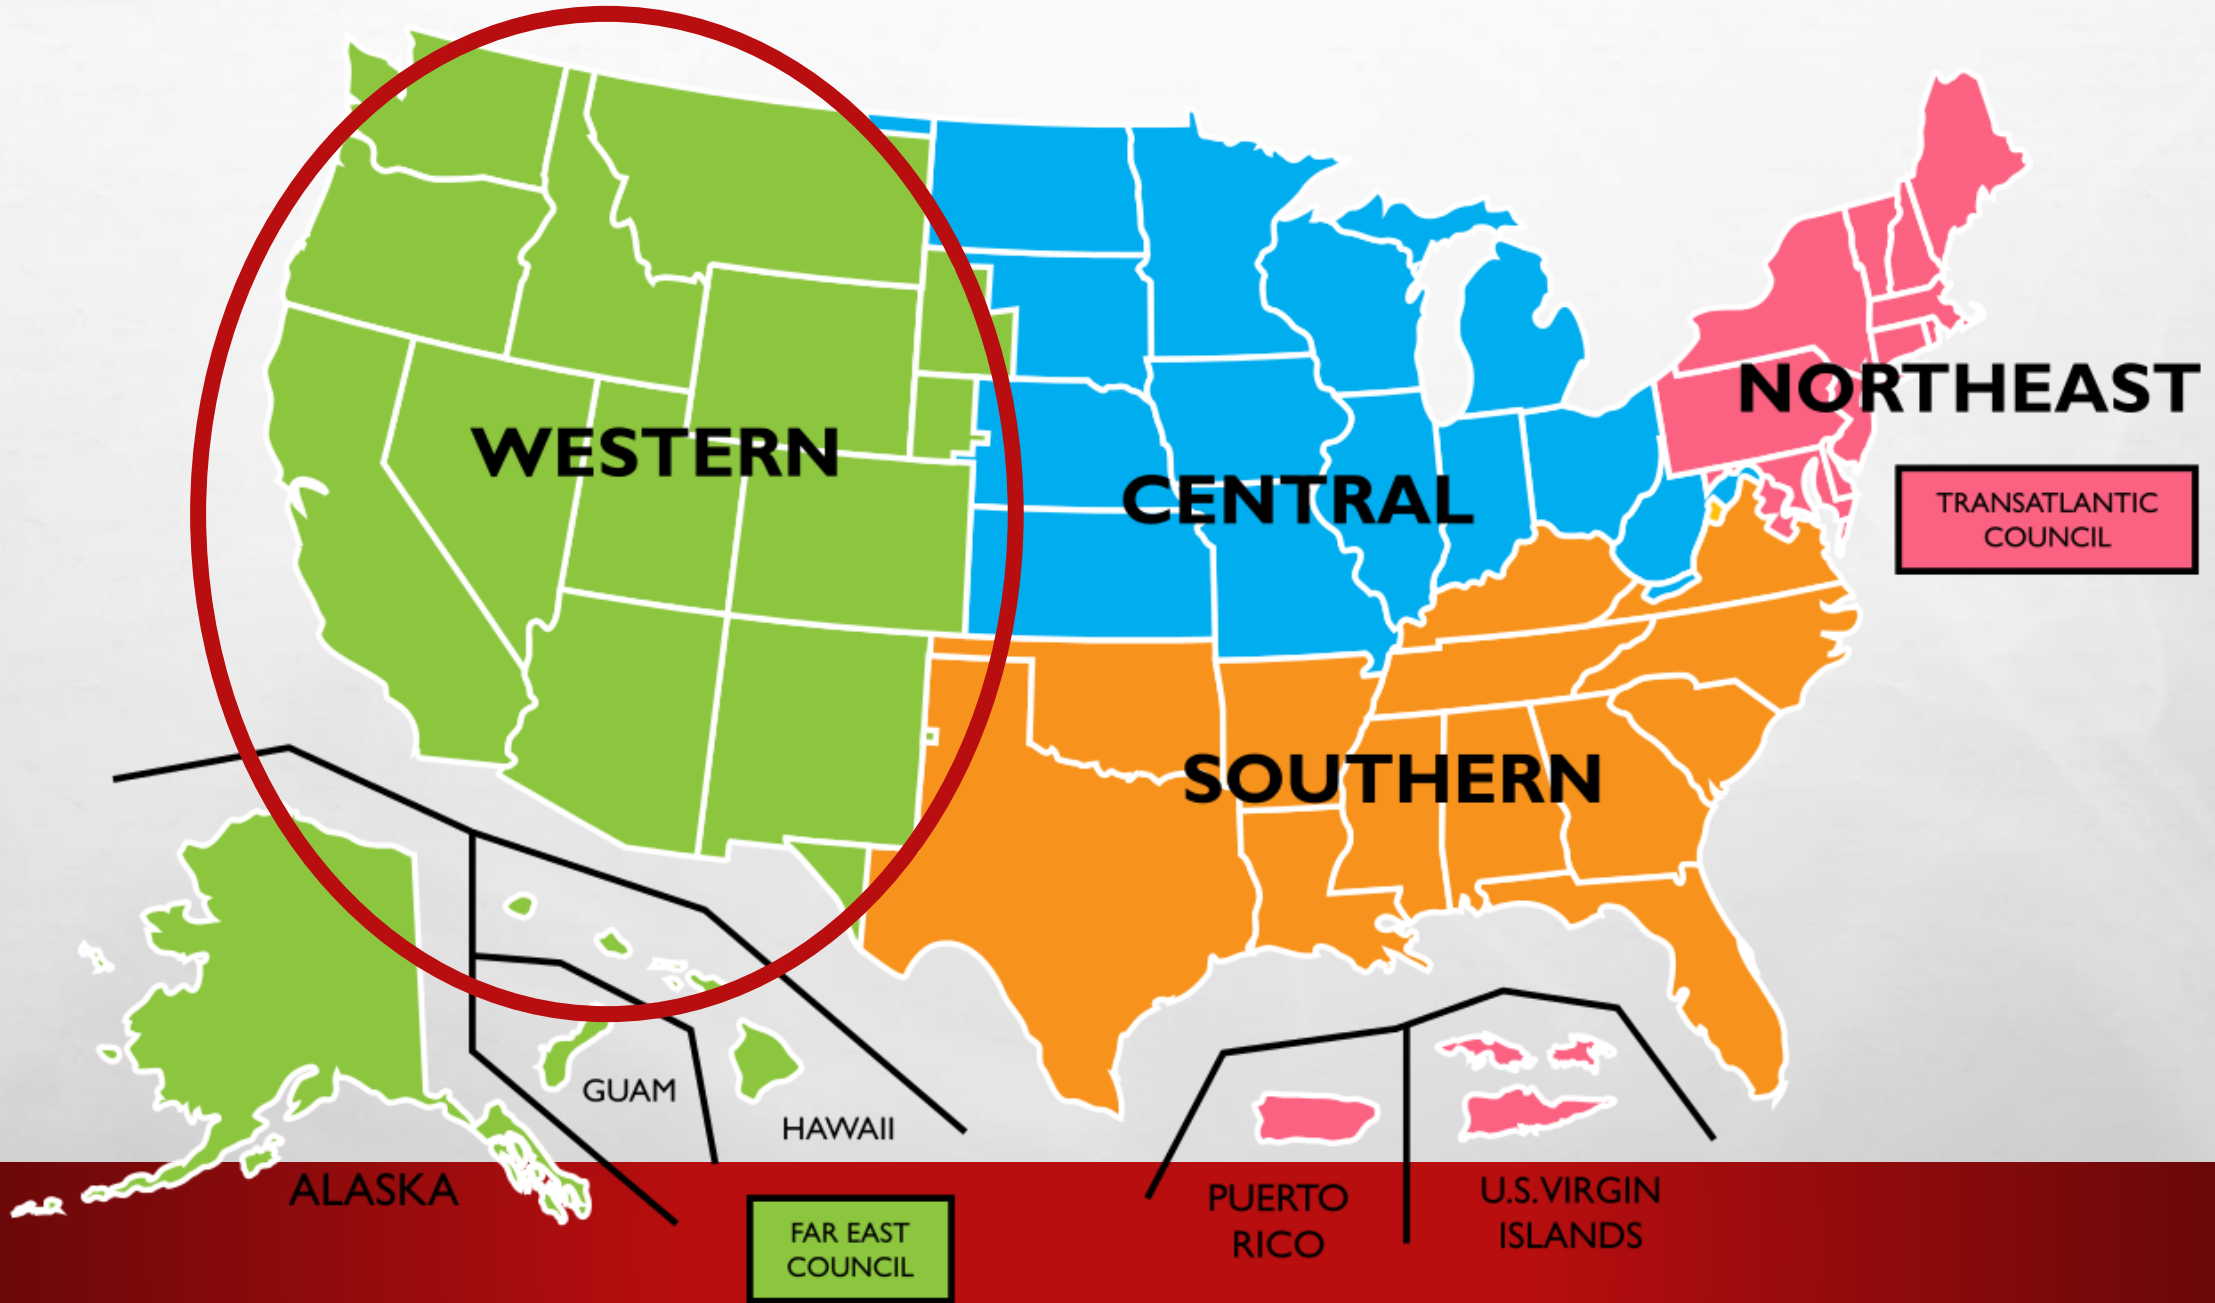 WESTERN
CENTRAL
NORTHEAST
TRANSATLANTIC
COUNCIL
SOUTHERN
GUAM
HAWAII
ALASKA
FAR EAST
COUNCIL
PUERTO
RICO
U.S.VIRGIN
ISLANDS